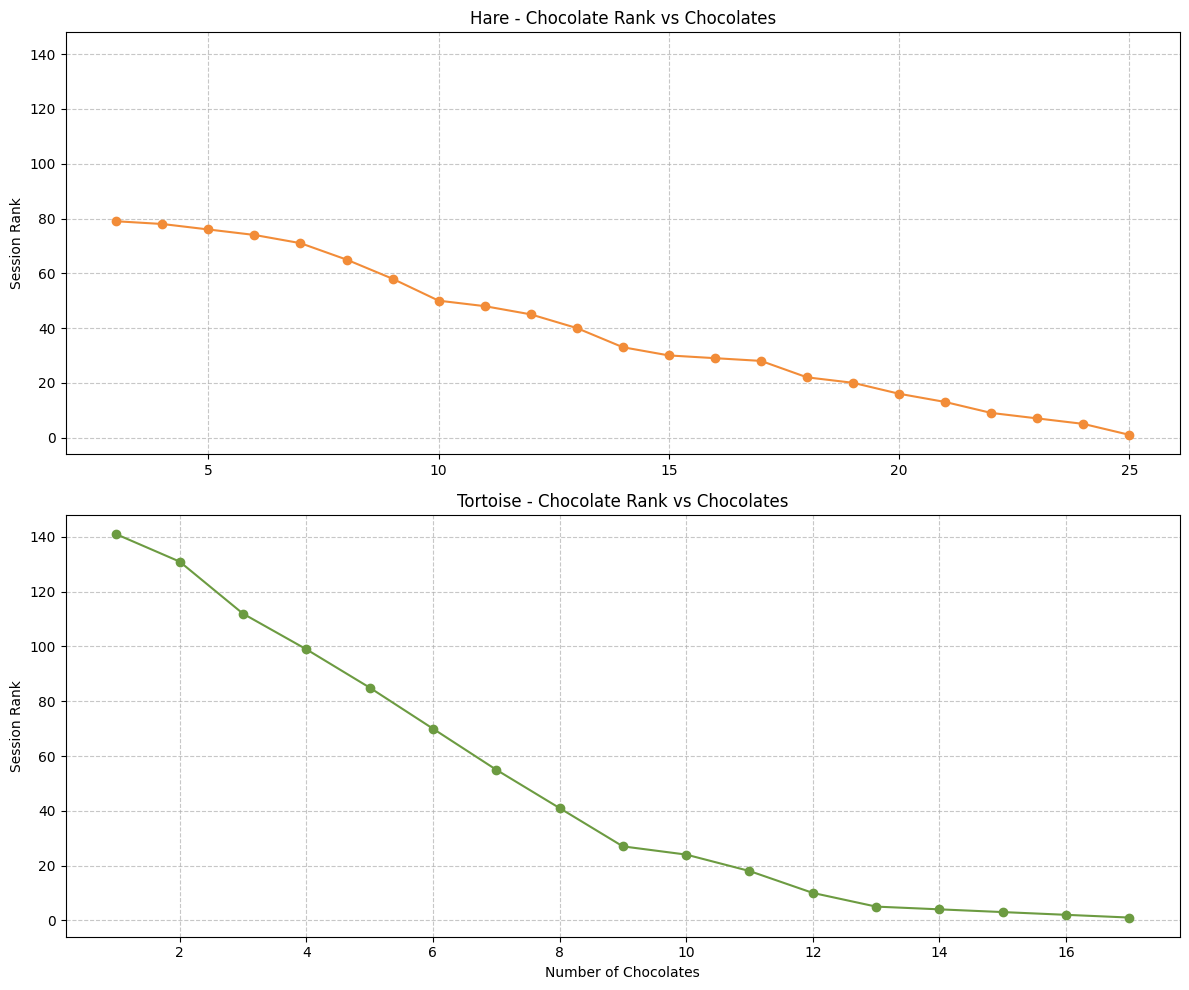 Hare - Chocolate Rank vs Chocolates
Session Rank
140
120
100
80
60
40
20
0
5 10 15 20 25
Tortoise - Chocolate Rank vs Chocolates
Session Rank
140
120
100
80
60
40
20
0
2 4 6 8 10 12 14 16
Number of Chocolates